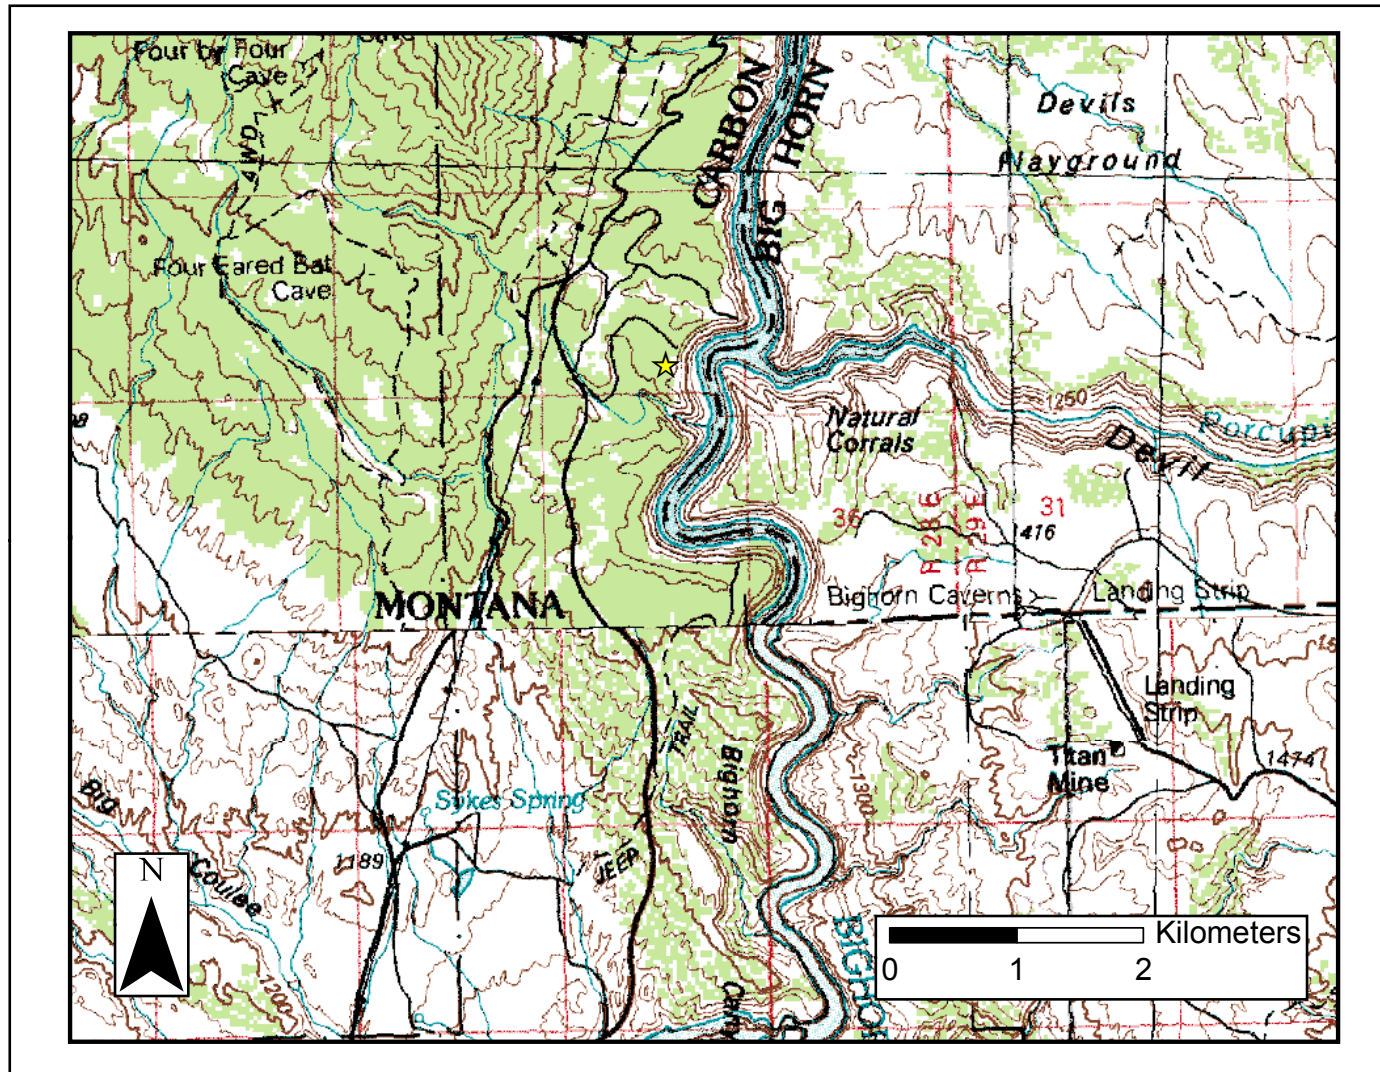 Four by Four
Cave
4WD
CARBON
BIG HORN
Devils
Playground
Four Eared Bat
Cave
Natural
Corrals
1250
Devil
36
R 28 E
R 29 E
31
1416
MONTANA
Bighorn Caverns
Landing Strip
Landing
Strip
Titan
Mine
1474
TRAIL
Bighorn
1300
Big
Coulee
Sykes Spring
1189
JEEP
1200
N
Kilometers
0 1 2